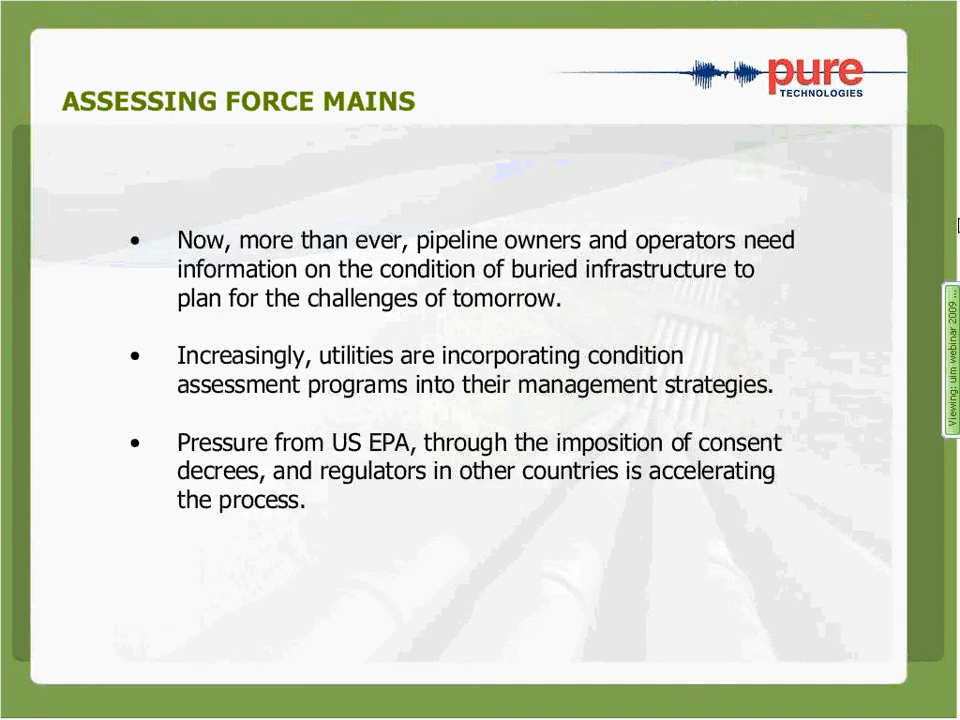 pure
TECHNOLOGIES
ASSESSING FORCE MAINS
• Now, more than ever, pipeline owners and operators need
information on the condition of buried infrastructure to
plan for the challenges of tomorrow.
• Increasingly, utilities are incorporating condition
assessment programs into their management strategies.
• Pressure from US EPA, through the imposition of consent
decrees, and regulators in other countries is accelerating
the process.
Viewing: uim webinar 2009 ...